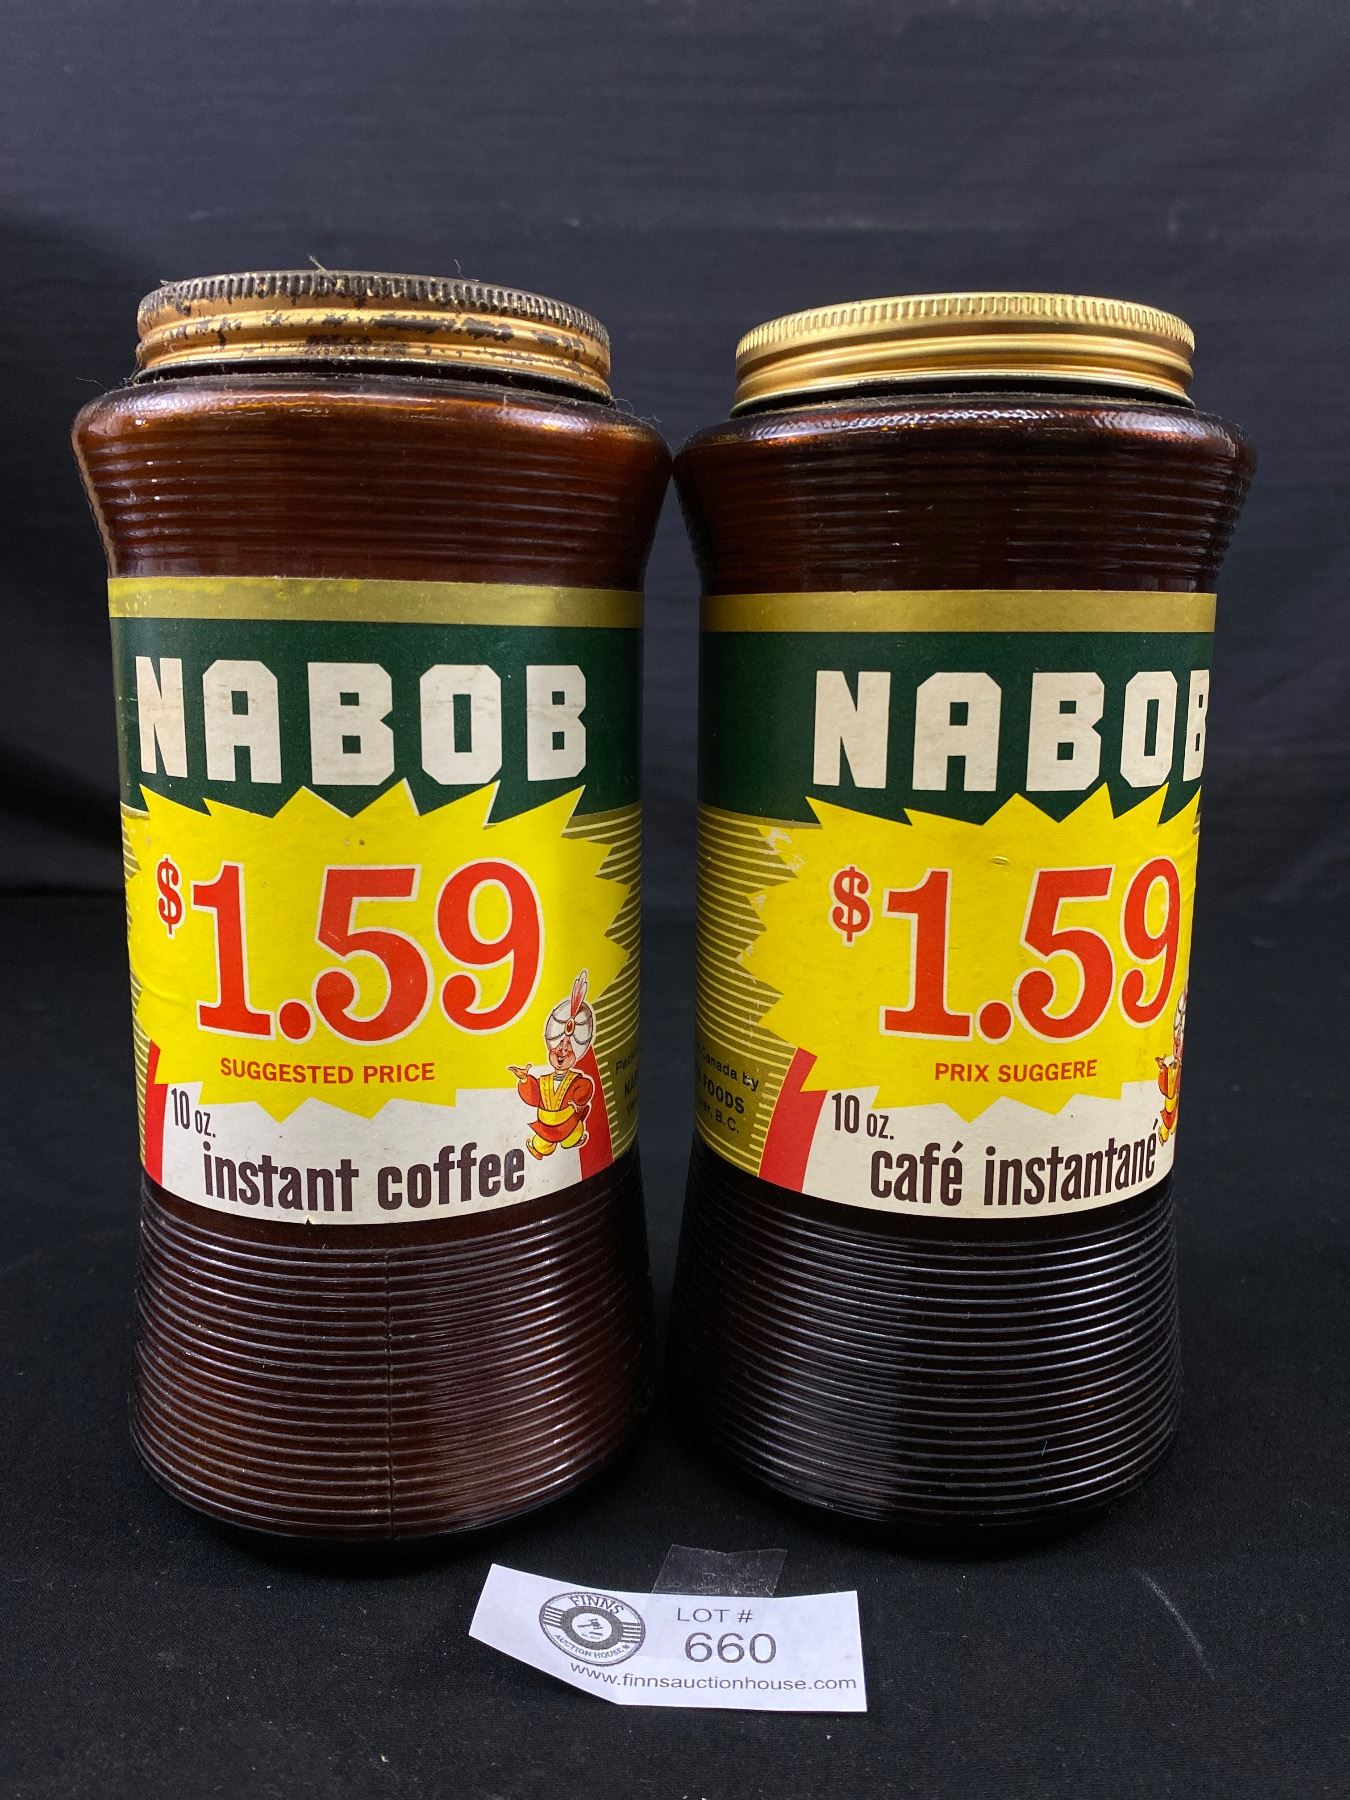 NABOB
$1.59
SUGGESTED PRICE
10 oz.
instant coffee
NABOB
$1.59
PRIX SUGGERE
10 oz.
café instantané
Canada by
FOODS
B.C.
FINNS
AUCTION HOUSE
LOT #
660
www.finnsauctionhouse.com